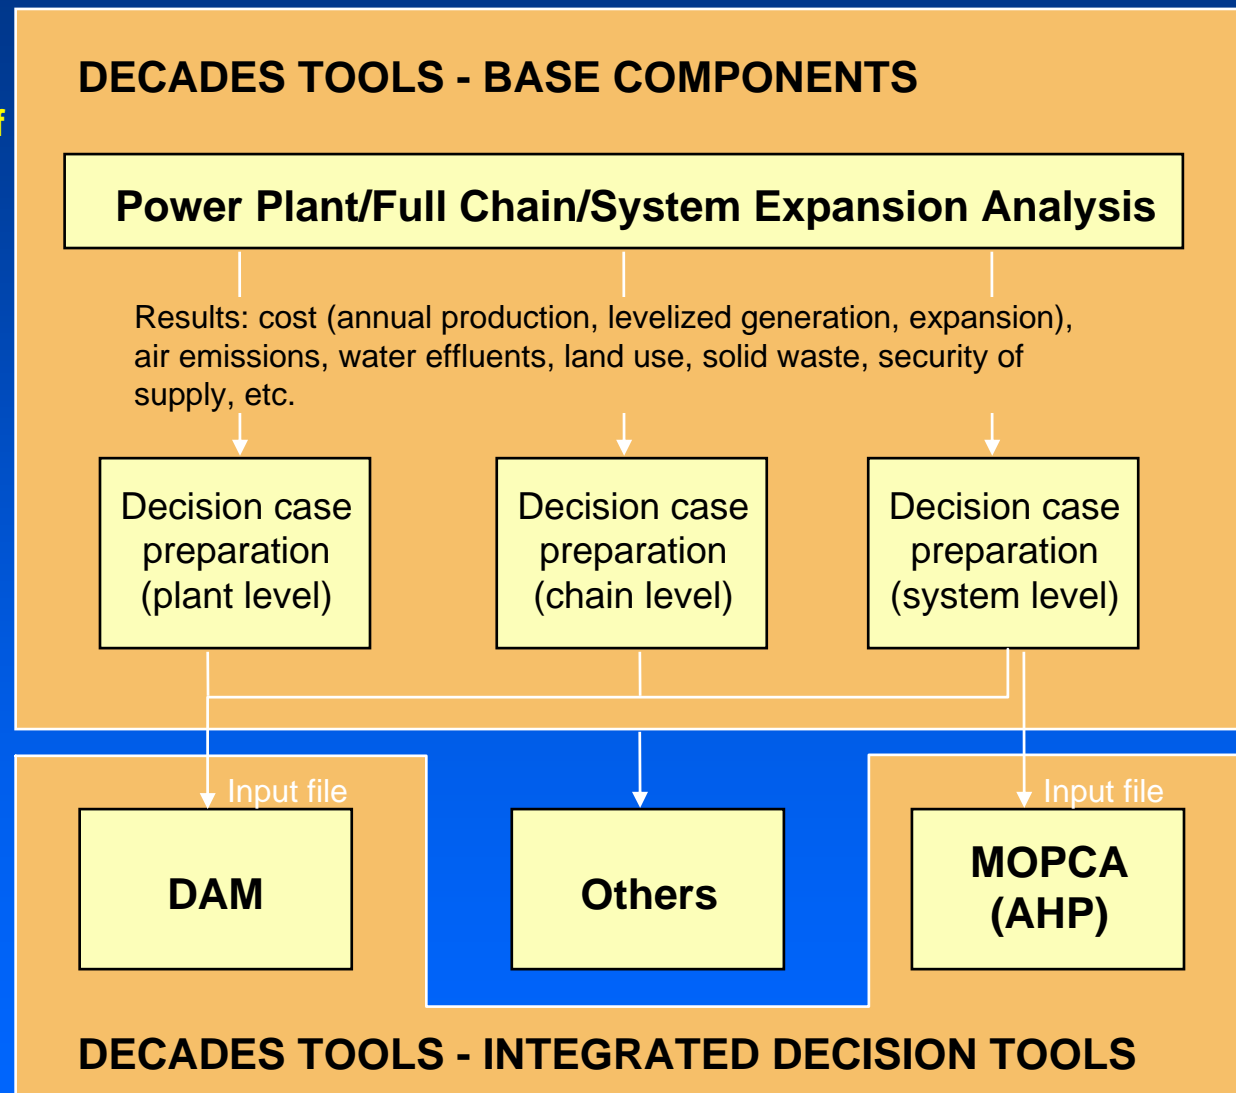 DECADES TOOLS - BASE COMPONENTS
f
Power Plant/Full Chain/System Expansion Analysis
Results: cost (annual production, levelized generation, expansion),
air emissions, water effluents, land use, solid waste, security of
supply, etc.
Decision case
preparation
(plant level)
Decision case
preparation
(chain level)
Decision case
preparation
(system level)
Input file
Input file
DAM
Others
MOPCA
(AHP)
DECADES TOOLS - INTEGRATED DECISION TOOLS